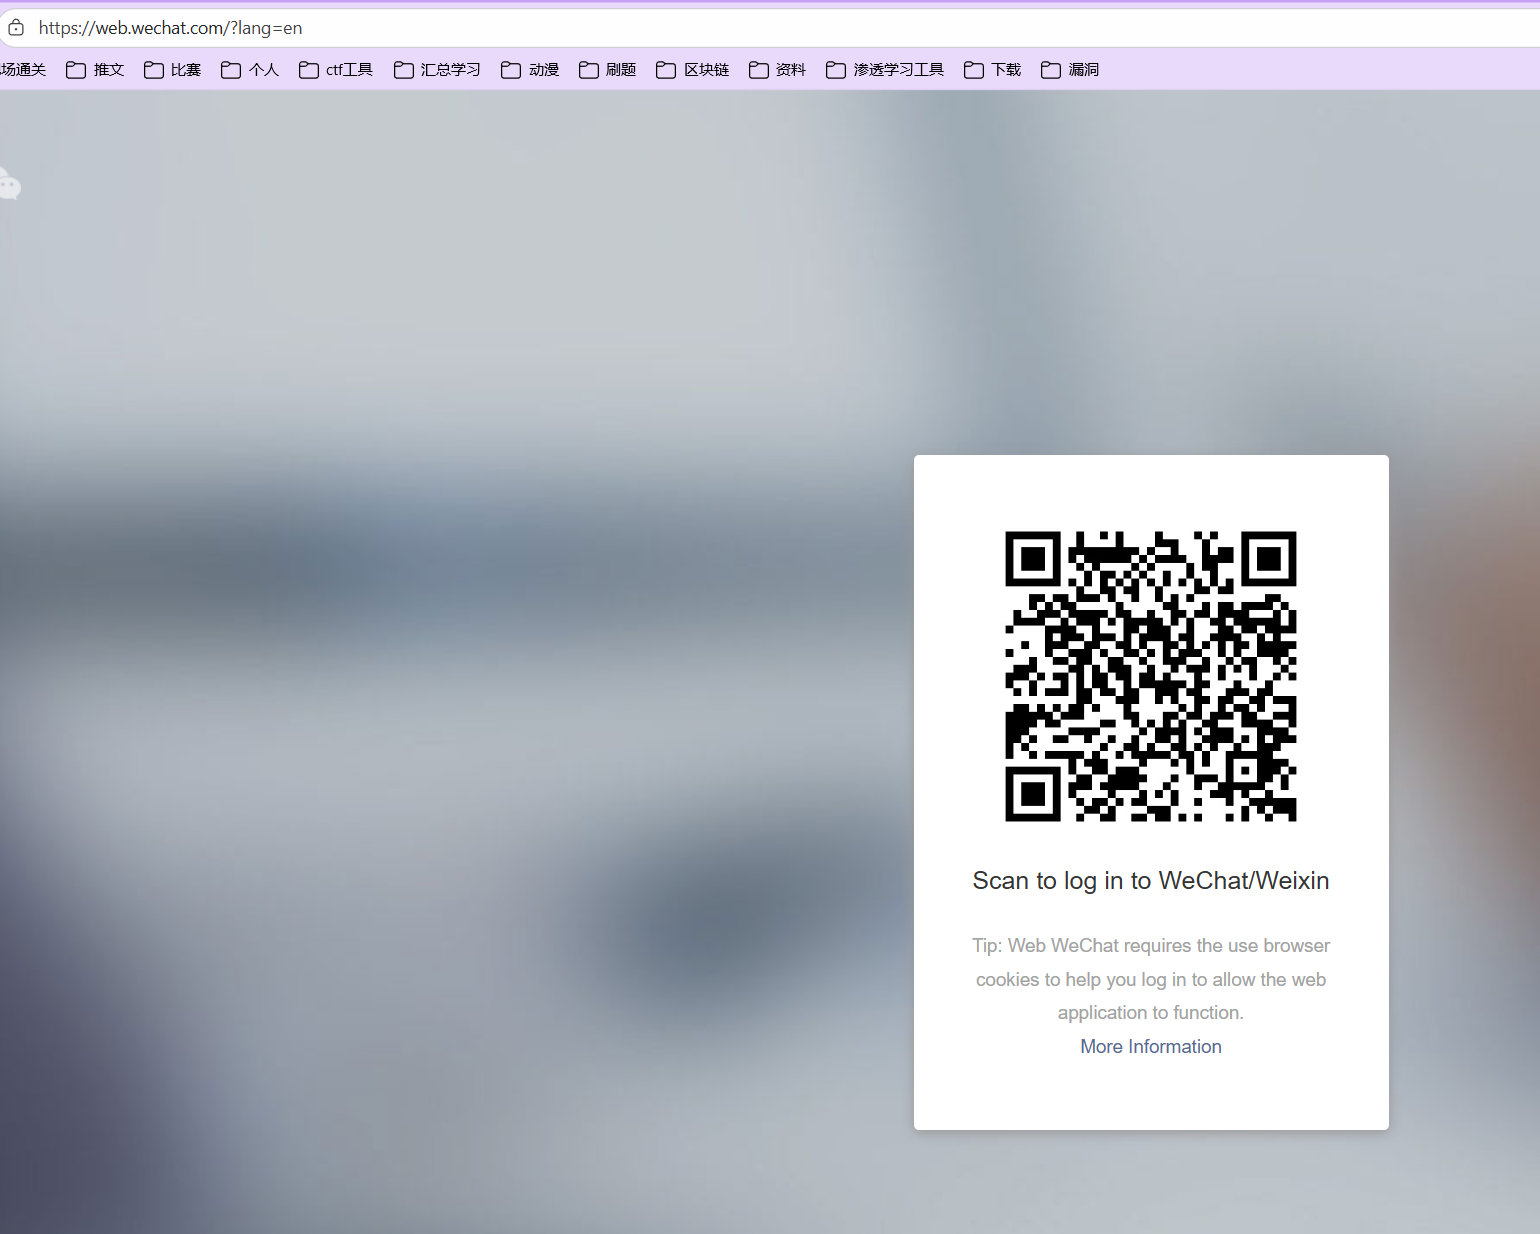 https://web.wechat.com/?lang=en
场通关 推文 比赛 个人 ctf工具 汇总学习 动漫 刷题 区块链 资料 渗透学习工具 下载 漏洞
Scan to log in to WeChat/Weixin
Tip: Web WeChat requires the use browser
cookies to help you log in to allow the web
application to function.
More Information